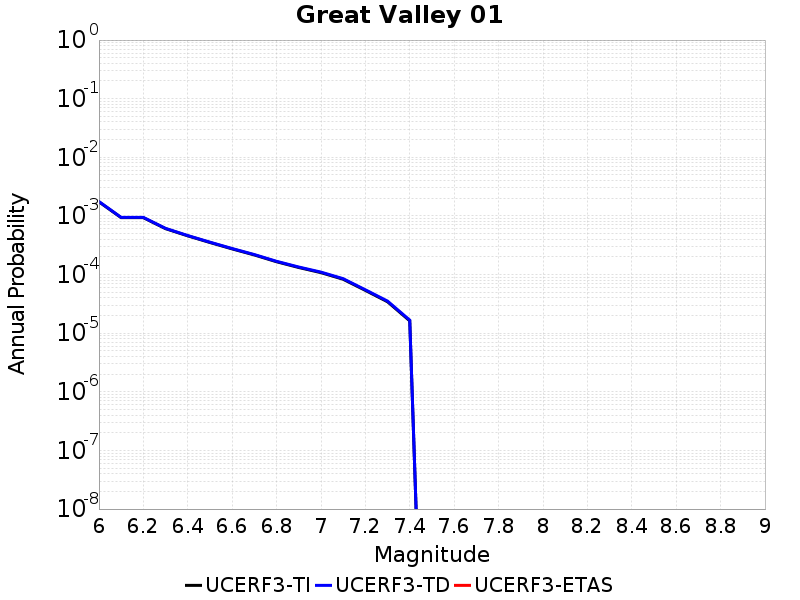 Great Valley 01
10^0
10^-1
10^-2
10^-3
10^-4
10^-5
10^-6
10^-7
10^-8
Annual Probability
6 6.2 6.4 6.6 6.8 7 7.2 7.4 7.6 7.8 8 8.2 8.4 8.6 8.8 9
Magnitude
UCERF3-TI UCERF3-TD UCERF3-ETAS